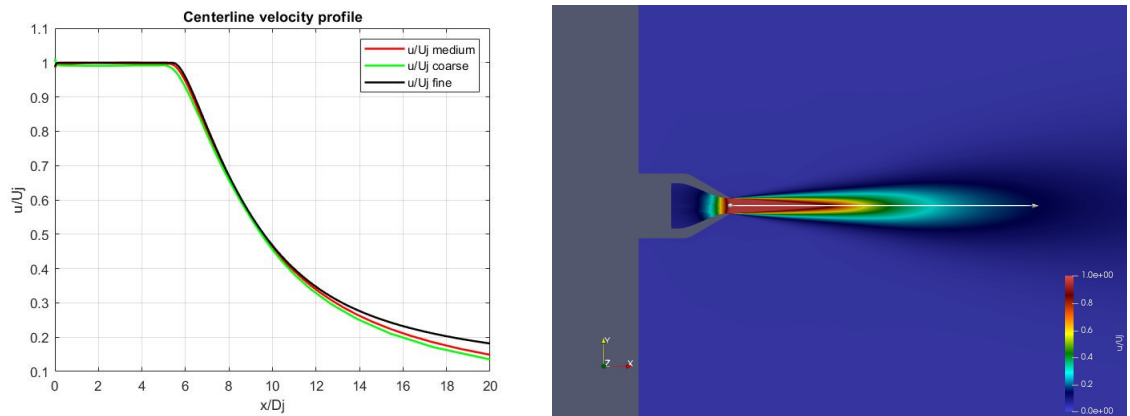 Centerline velocity profile
1.1
1
0.9
0.8
0.7
0.6
0.5
0.4
0.3
0.2
0.1
u/Uj
u/Uj medium
u/Uj coarse
u/Uj fine
0 2 4 6 8 10 12 14 16 18 20
x/Dj
Y
Z X
1.0e+00
0.8
0.6
0.4
0.2
0.0e+00
u/Uj